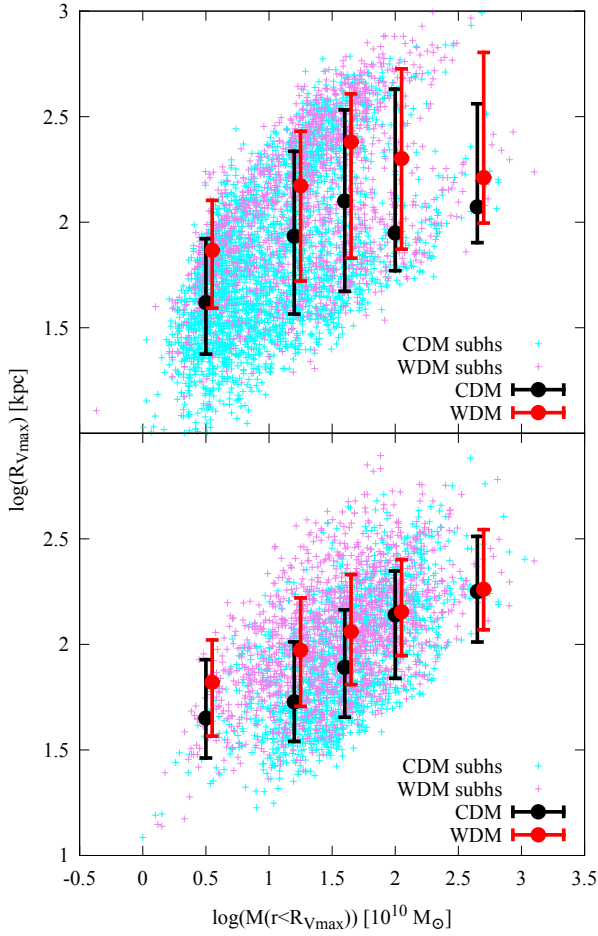 3
2.5
2
1.5
CDM subhs
WDM subhs
CDM
WDM
log(R_Vmax) [kpc]
2.5
2
1.5
1
CDM subhs
WDM subhs
CDM
WDM
-0.5 0 0.5 1 1.5 2 2.5 3 3.5
log(M(r<R_Vmax)) [10^10 M_⊙]